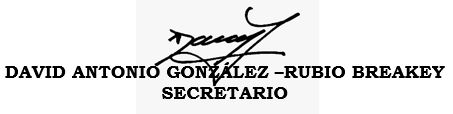 DAVID ANTONIO GONZÁLEZ –RUBIO BREAKEY
SECRETARIO